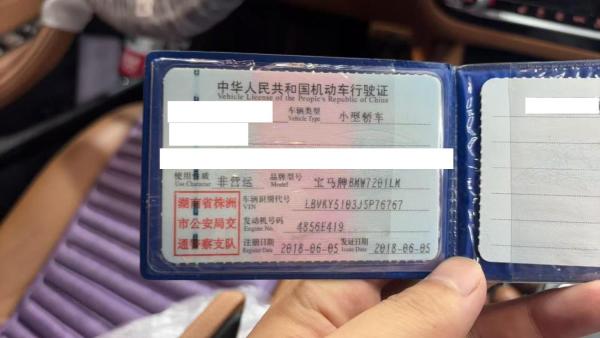 中华人民共和国机动车行驶证
Vehicle License of the People's Republic of China
车辆类型 小型轿车
Vehicle Type
使用性质 非营运 品牌型号 宝马牌BMW7201LM
Use Character Model
湖南省株洲市公安局交通警察支队
车辆识别代号 LBVKY5103J5P76767
VIN
发动机号码 4856E419
Engine No.
注册日期 2018-06-05 发证日期 2018-06-05
Register Date Issue Date